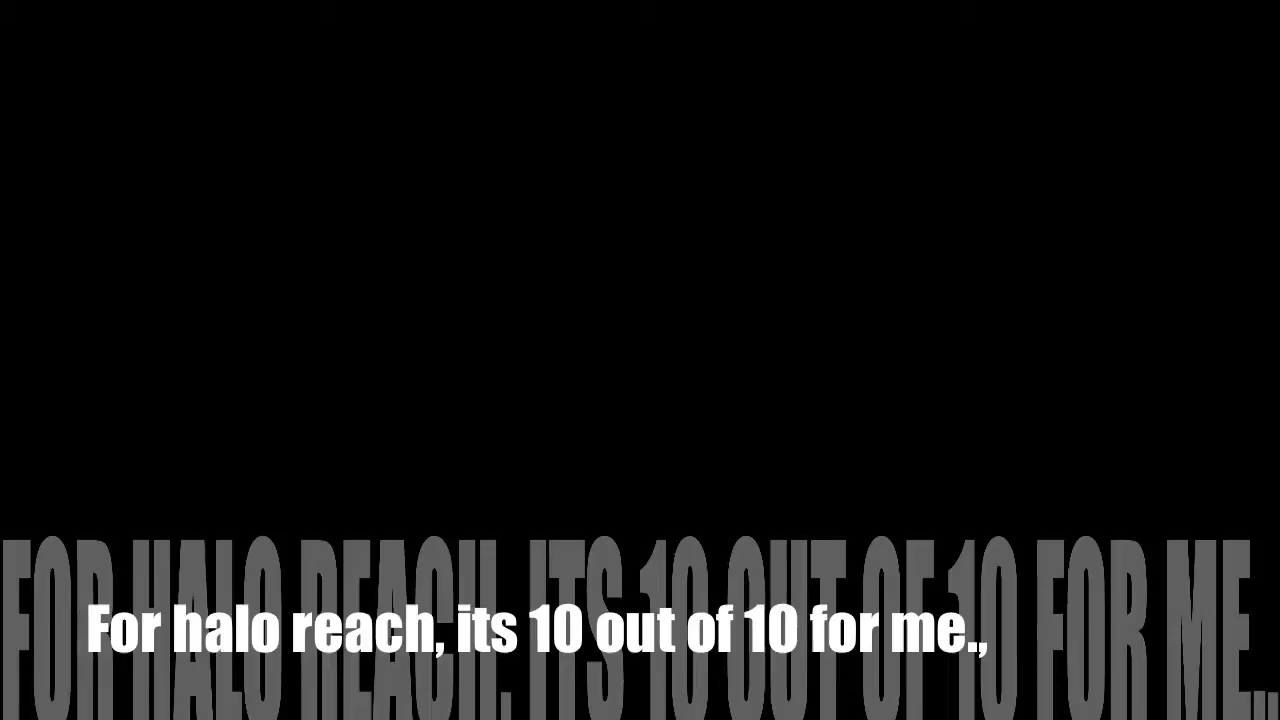 FOR HALO REACH, ITS 10 OUT OF 10 FOR ME.,
For halo reach, its 10 out of 10 for me.,